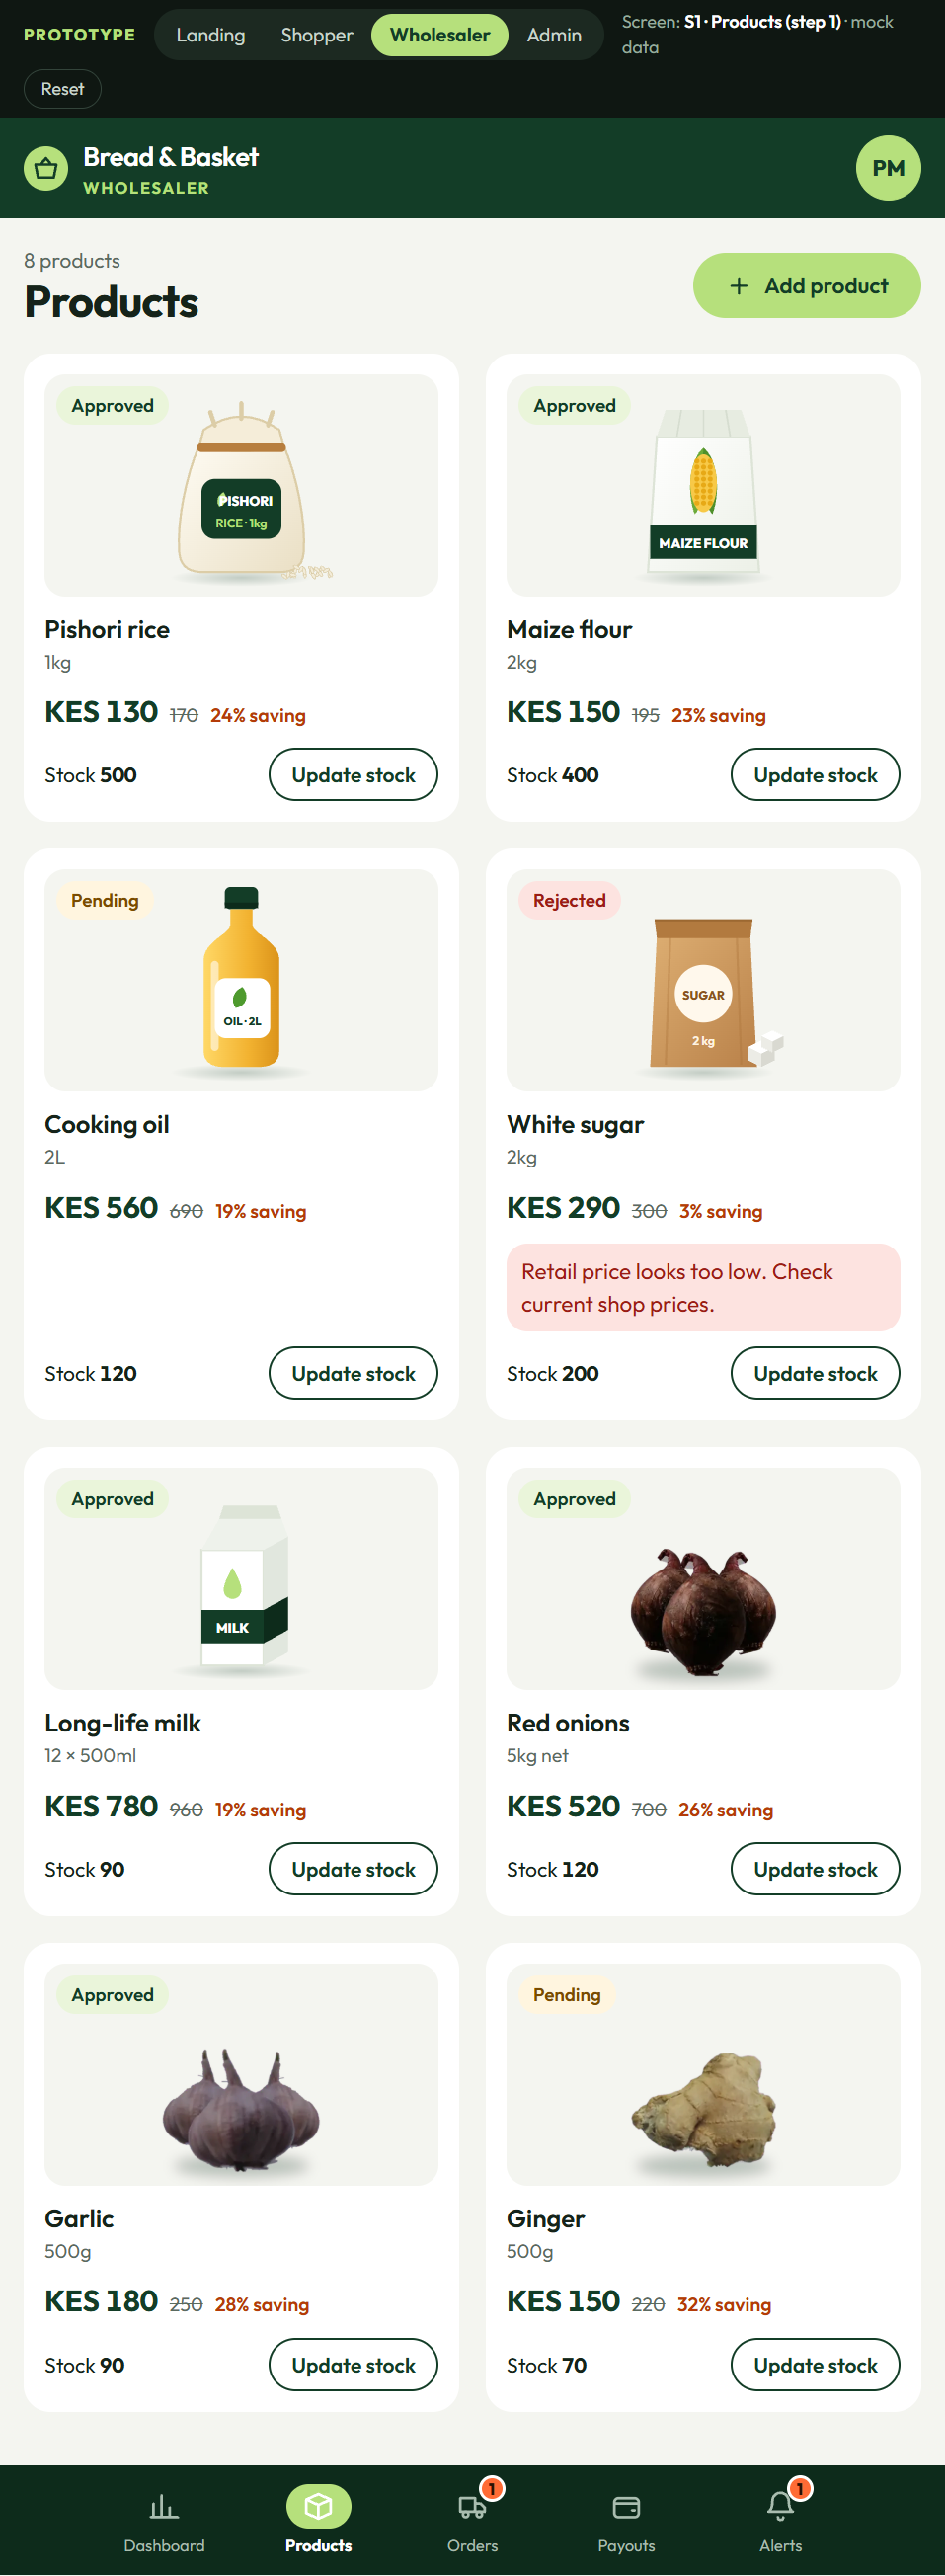 PROTOTYPE
Landing
Shopper
Wholesaler
Admin
Screen: S1 · Products (step 1) · mock
data
Reset
Bread & Basket
WHOLESALER
PM
8 products
Products
+ Add product
Approved
PISHORI
RICE · 1kg
Pishori rice
1kg
KES 130 170 24% saving
Stock 500
Update stock
Approved
MAIZE FLOUR
Maize flour
2kg
KES 150 195 23% saving
Stock 400
Update stock
Pending
OIL · 2L
Cooking oil
2L
KES 560 690 19% saving
Stock 120
Update stock
Rejected
SUGAR
2 kg
White sugar
2kg
KES 290 300 3% saving
Retail price looks too low. Check
current shop prices.
Stock 200
Update stock
Approved
MILK
Long-life milk
12 × 500ml
KES 780 960 19% saving
Stock 90
Update stock
Approved
Red onions
5kg net
KES 520 700 26% saving
Stock 120
Update stock
Approved
Garlic
500g
KES 180 250 28% saving
Stock 90
Update stock
Pending
Ginger
500g
KES 150 220 32% saving
Stock 70
Update stock
Dashboard
Products
1
Orders
Payouts
1
Alerts